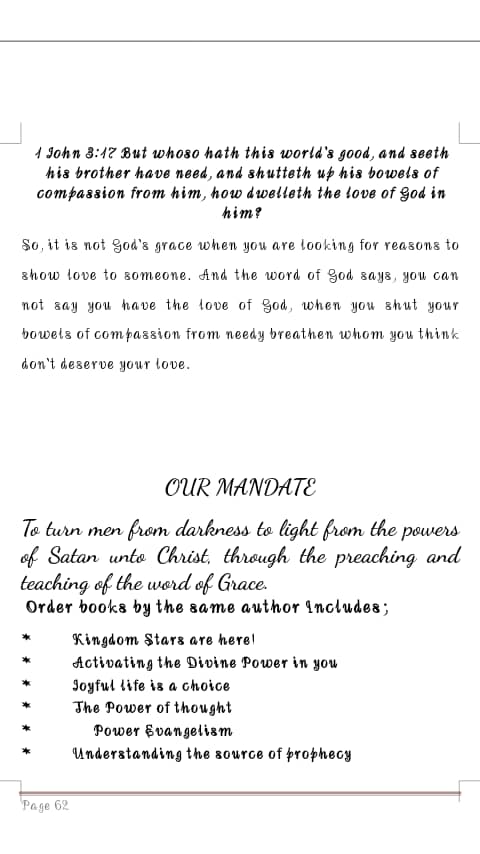 1 John 3:17 But whoso hath this world's good, and seeth
his brother have need, and shutteth up his bowels of
compassion from him, how dwelleth the love of God in
him?
So, it is not God's grace when you are looking for reasons to
show love to someone. And the word of God says, you can
not say you have the love of God, when you shut your
bowels of compassion from needy breathen whom you think
don't deserve your love.
OUR MANDATE
To turn men from darkness to light from the powers
of Satan unto Christ, through the preaching and
teaching of the word of Grace.
Order books by the same author Includes;
* Kingdom Stars are here!
* Activating the Divine Power in you
* Joyful life is a choice
* The Power of thought
* Power Evangelism
* Understanding the source of prophecy
Page 62